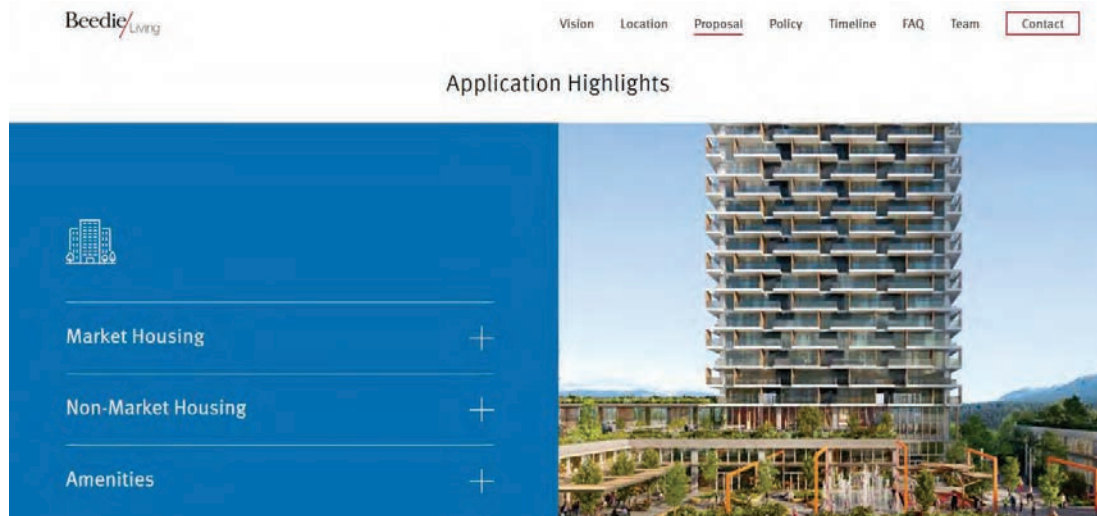 Beedie/Living
Vision Location Proposal Policy Timeline FAQ Team Contact
Application Highlights
Market Housing
Non-Market Housing
Amenities